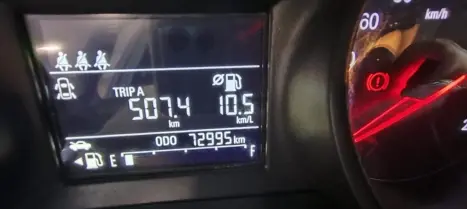 60
km/h
TRIP A
507.4 km
10.5 km/L
ODO 72995 km
E F